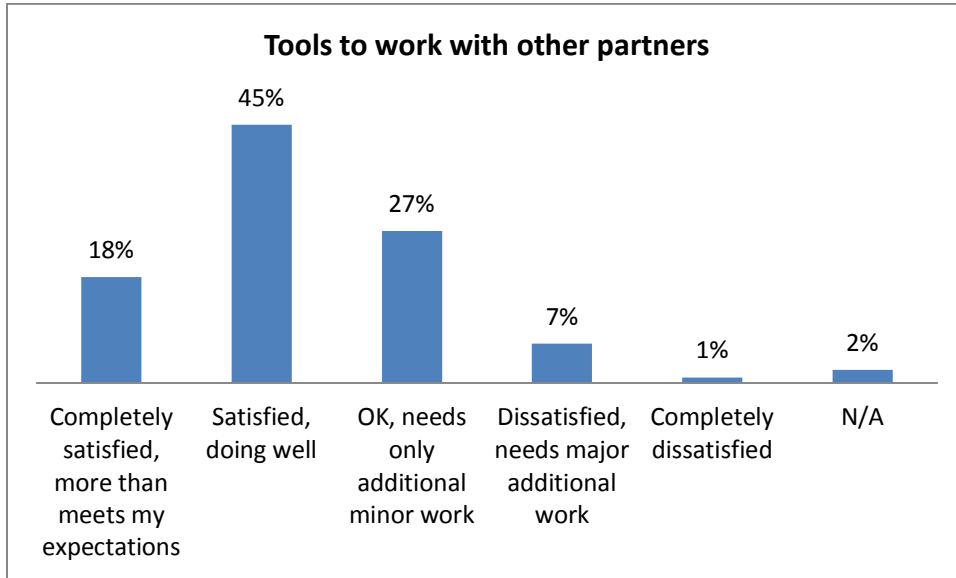 Tools to work with other partners
45%
27%
18%
7%
1%
2%
Completely
satisfied,
more than
meets my
expectations
Satisfied,
doing well
OK, needs
only
additional
minor work
Dissatisfied,
needs major
additional
work
Completely
dissatisfied
N/A